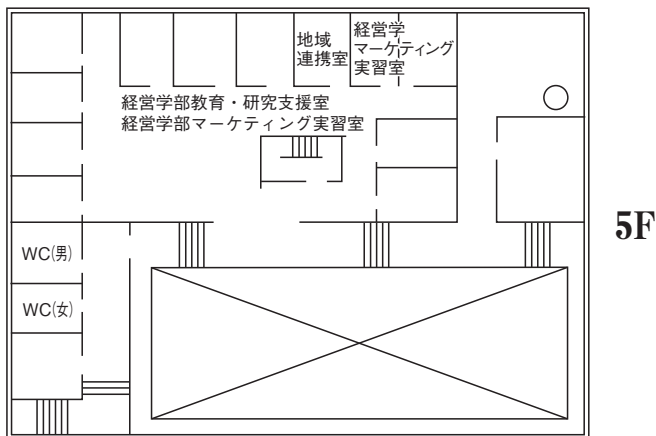 地域
連携室
経営学
マーケティング
実習室
経営学部教育・研究支援室
経営学部マーケティング実習室
5F
WC(男)
WC(女)